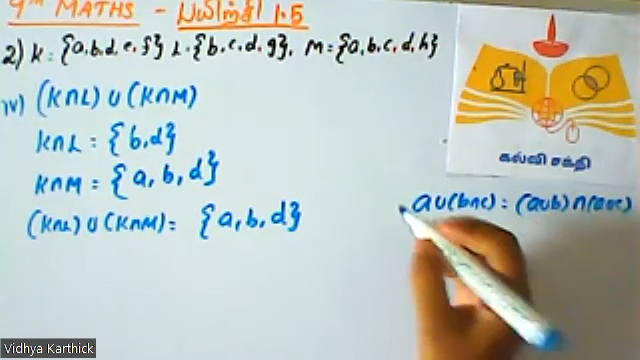 9th MATHS - பயிற்சி 1.5
2) K = {a, b, d, e, f} L = {b, c, d, g}, M = {a, b, c, d, h}
iv) (K∩L) ∪ (K∩M)
K∩L = {b, d}
K∩M = {a, b, d}
(K∩L) ∪ (K∩M) = {a, b, d}
கல்வி சக்தி
a∪(b∩c) = (a∪b)∩(a∪c)
Vidhya Karthick